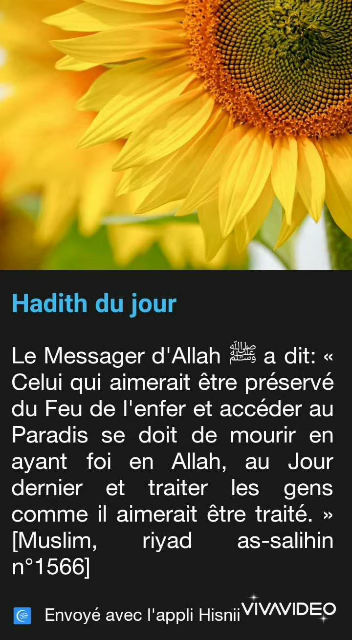 Hadith du jour
Le Messager d'Allah ﷺ a dit: «
Celui qui aimerait être préservé
du Feu de l'enfer et accéder au
Paradis se doit de mourir en
ayant foi en Allah, au Jour
dernier et traiter les gens
comme il aimerait être traité. »
[Muslim, riyad as-salihin
n°1566]
Envoyé avec l'appli Hisnii
VIVAVIDEO